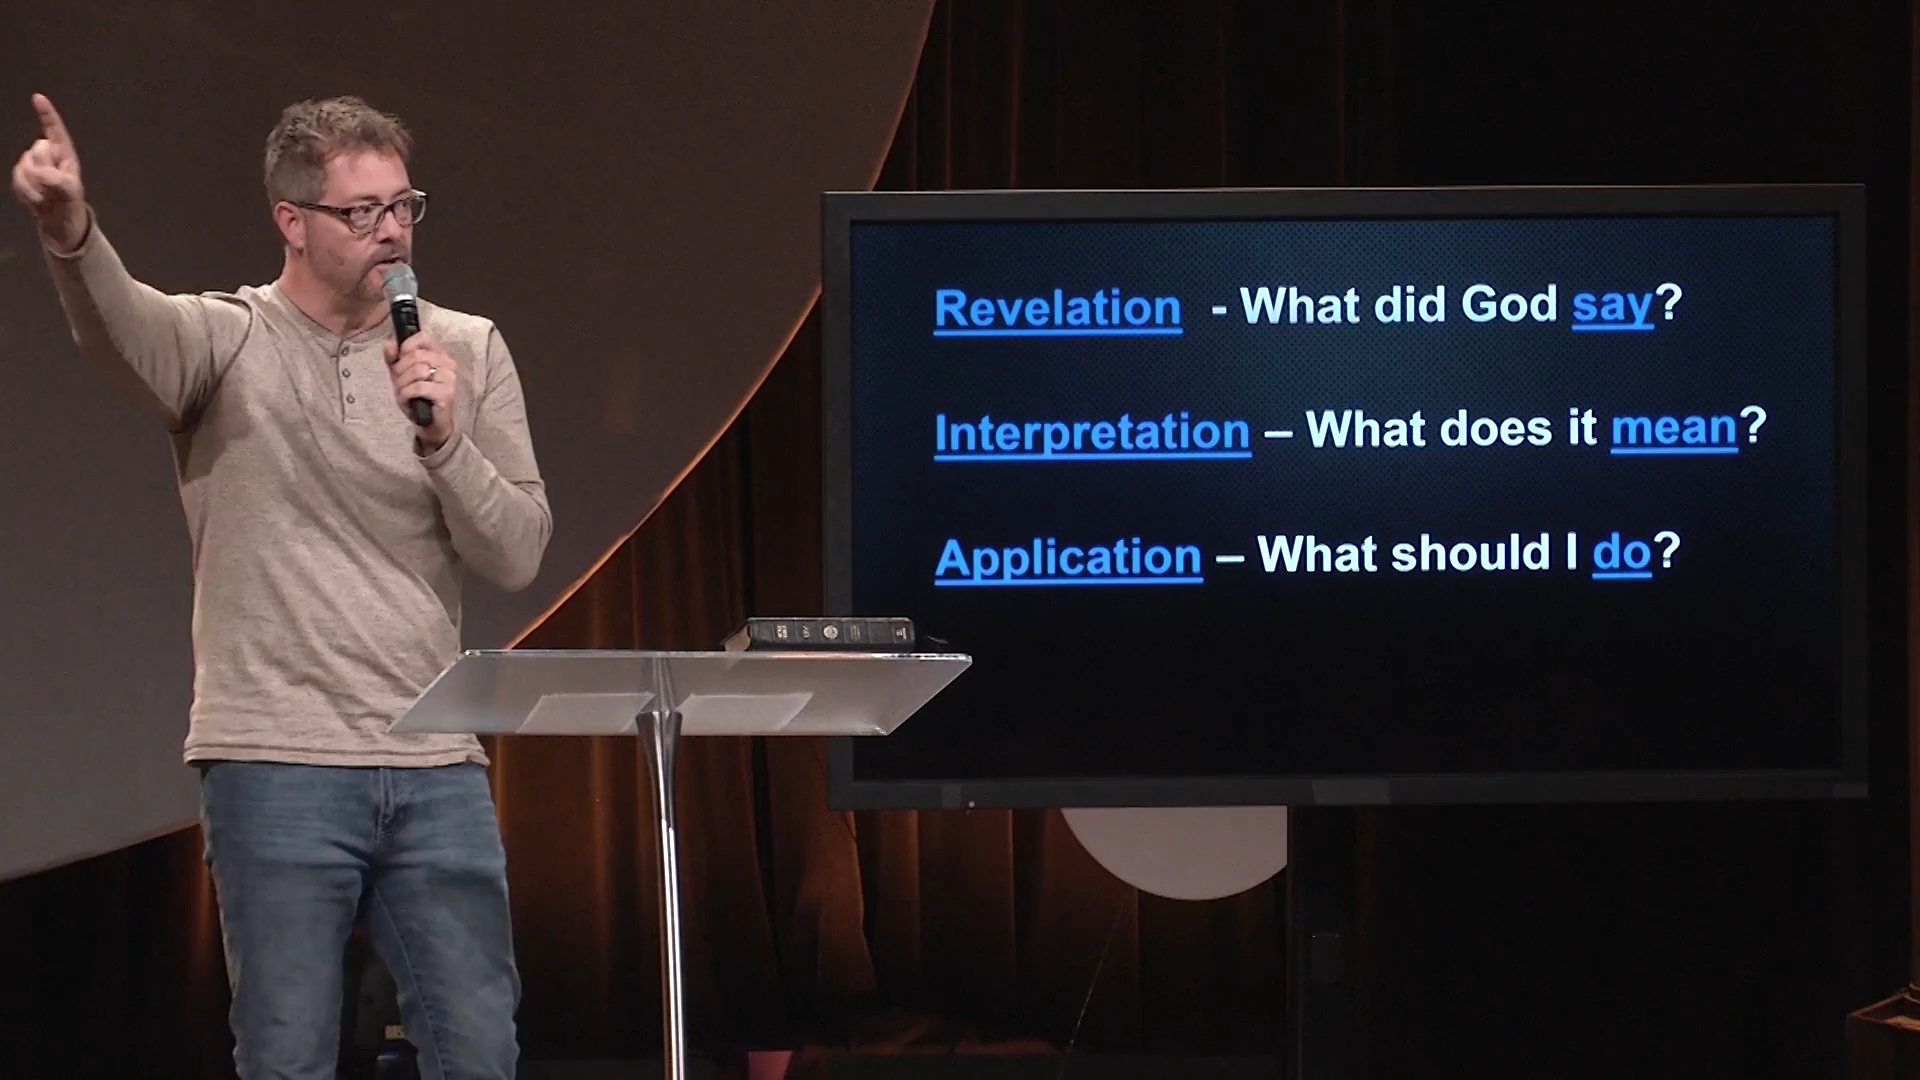 Revelation - What did God say?
Interpretation – What does it mean?
Application – What should I do?